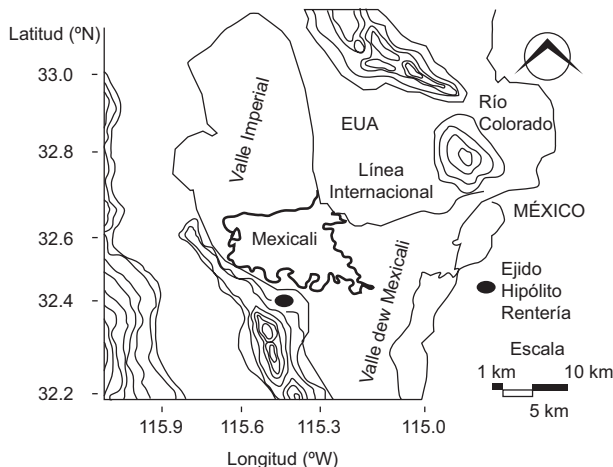 Latitud (ºN)
33.0
32.8
32.6
32.4
32.2
115.9
115.6
115.3
115.0
Longitud (ºW)
Valle Imperial
EUA
Río
Colorado
Línea
Internacional
MÉXICO
Mexicali
Valle dew Mexicali
Ejido
Hipólito
Rentería
Escala
1 km
10 km
5 km